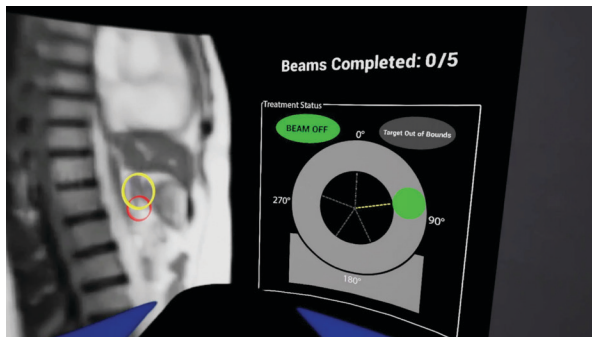 Beams Completed: 0/5
Treatment Status
BEAM OFF
Target Out of Bounds
0°
270°
90°
180°